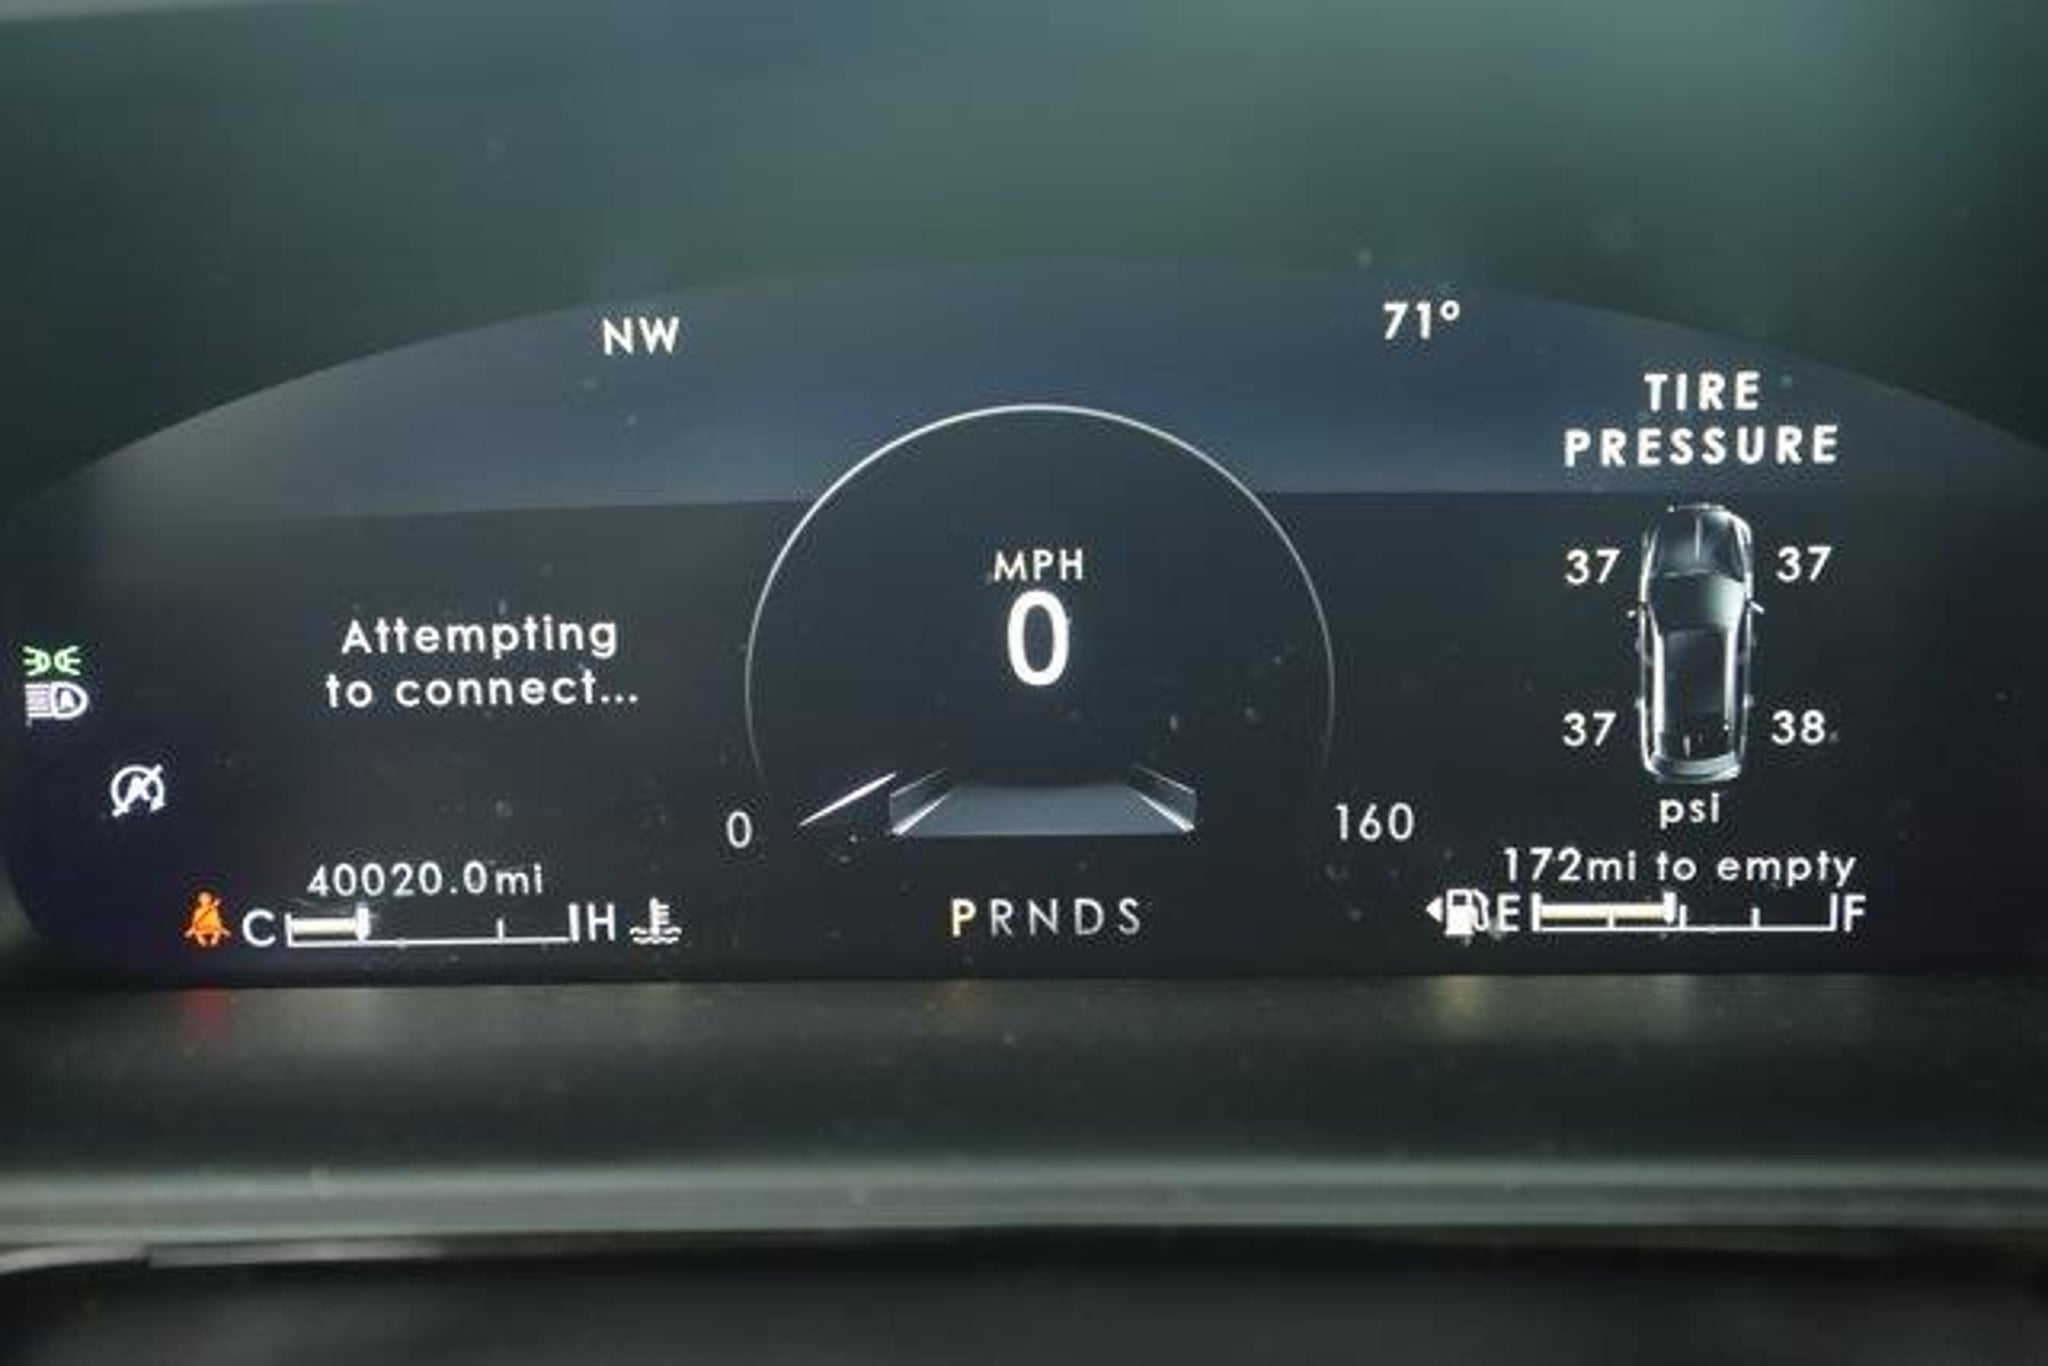 NW
71°
TIRE
PRESSURE
37 37
MPH
0
Attempting
to connect...
37 38
psi
0
160
172mi to empty
40020.0mi
C H
PRNDS
E F